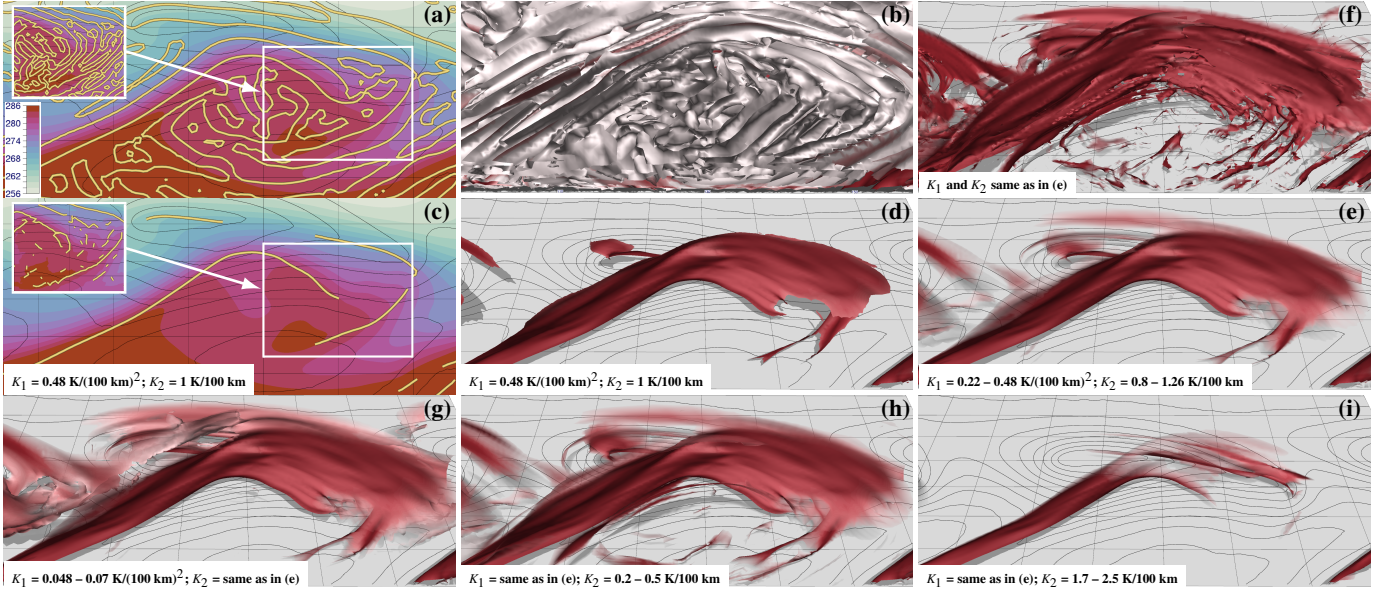 (a)
286
280
274
268
262
256
(b)
(f)
K₁ and K₂ same as in (e)
(c)
K₁ = 0.48 K/(100 km)²; K₂ = 1 K/100 km
(d)
K₁ = 0.48 K/(100 km)²; K₂ = 1 K/100 km
(e)
K₁ = 0.22 – 0.48 K/(100 km)²; K₂ = 0.8 – 1.26 K/100 km
(g)
K₁ = 0.048 – 0.07 K/(100 km)²; K₂ = same as in (e)
(h)
K₁ = same as in (e); K₂ = 0.2 – 0.5 K/100 km
(i)
K₁ = same as in (e); K₂ = 1.7 – 2.5 K/100 km